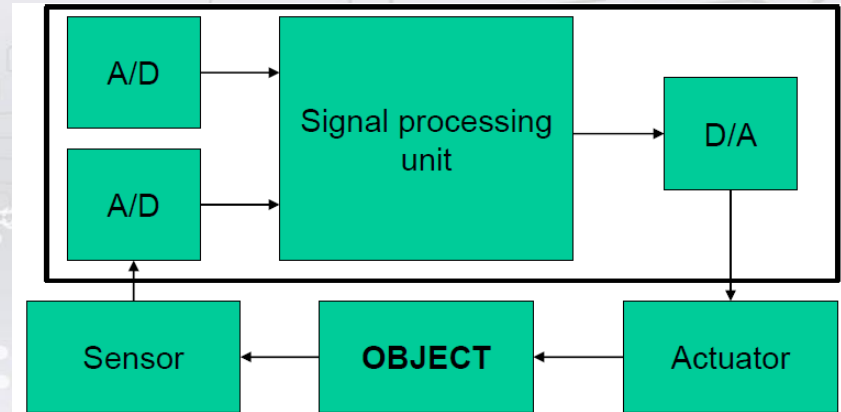 A/D
Signal processing
unit
D/A
A/D
Sensor
OBJECT
Actuator